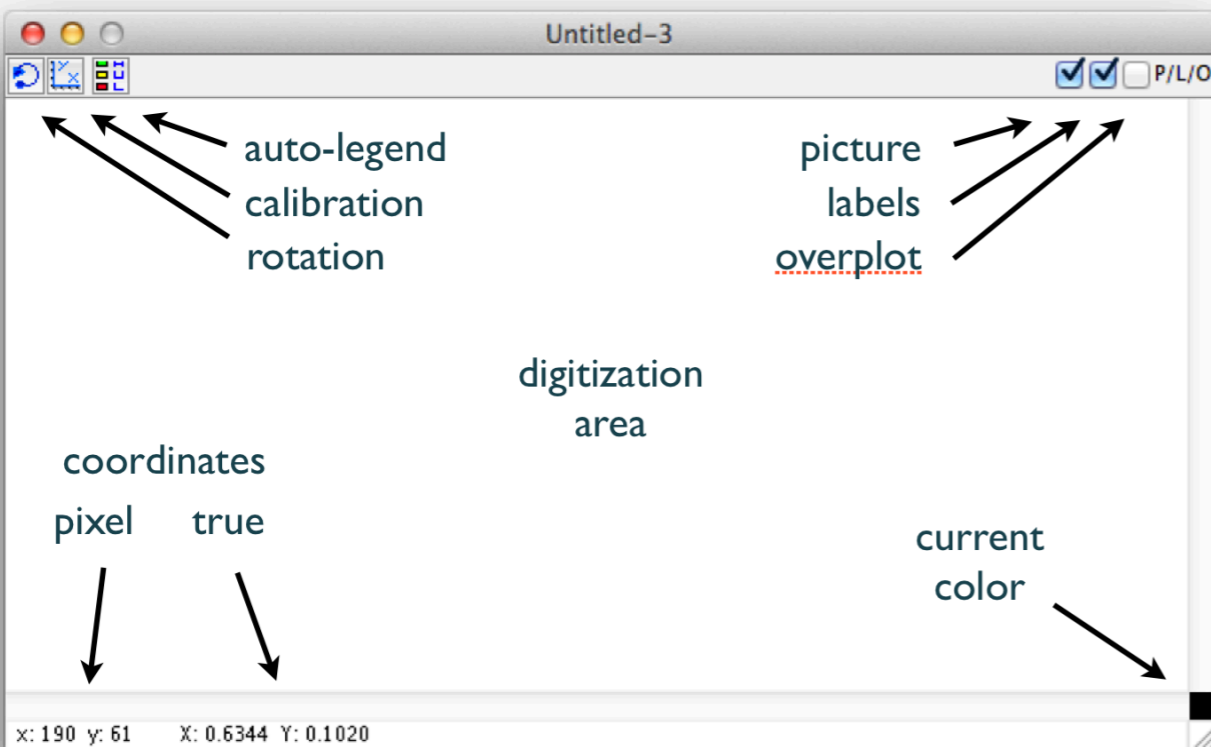 Untitled-3
P/L/O
auto-legend
calibration
rotation
picture
labels
overplot
digitization
area
coordinates
pixel true
current
color
x: 190 y: 61 X: 0.6344 Y: 0.1020